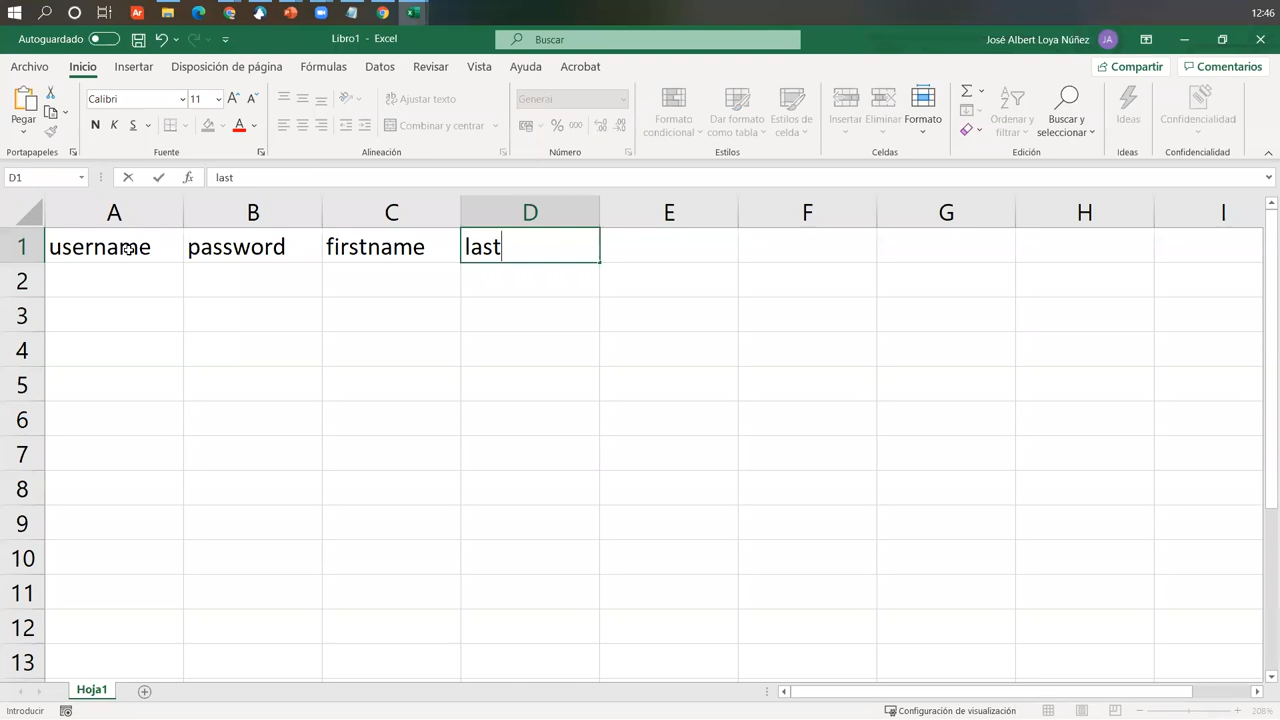 12:46
Autoguardado
Libro1 - Excel
Buscar
José Albert Loya Núñez
JA
Archivo Inicio Insertar Disposición de página Fórmulas Datos Revisar Vista Ayuda Acrobat
Compartir
Comentarios
Pegar
Calibri
11
N K S
Ajustar texto
Combinar y centrar
General
000
Formato condicional
Dar formato como tabla
Estilos de celda
Insertar
Eliminar
Formato
Ordenar y filtrar
Buscar y seleccionar
Ideas
Confidencialidad
Portapapeles Fuente Alineación Número Estilos Celdas Edición Ideas Confidencialidad
D1
fx
last
A B C D E F G H I
1 username password firstname last
2
3
4
5
6
7
8
9
10
11
12
13
Hoja1
Introducir
Configuración de visualización
208%